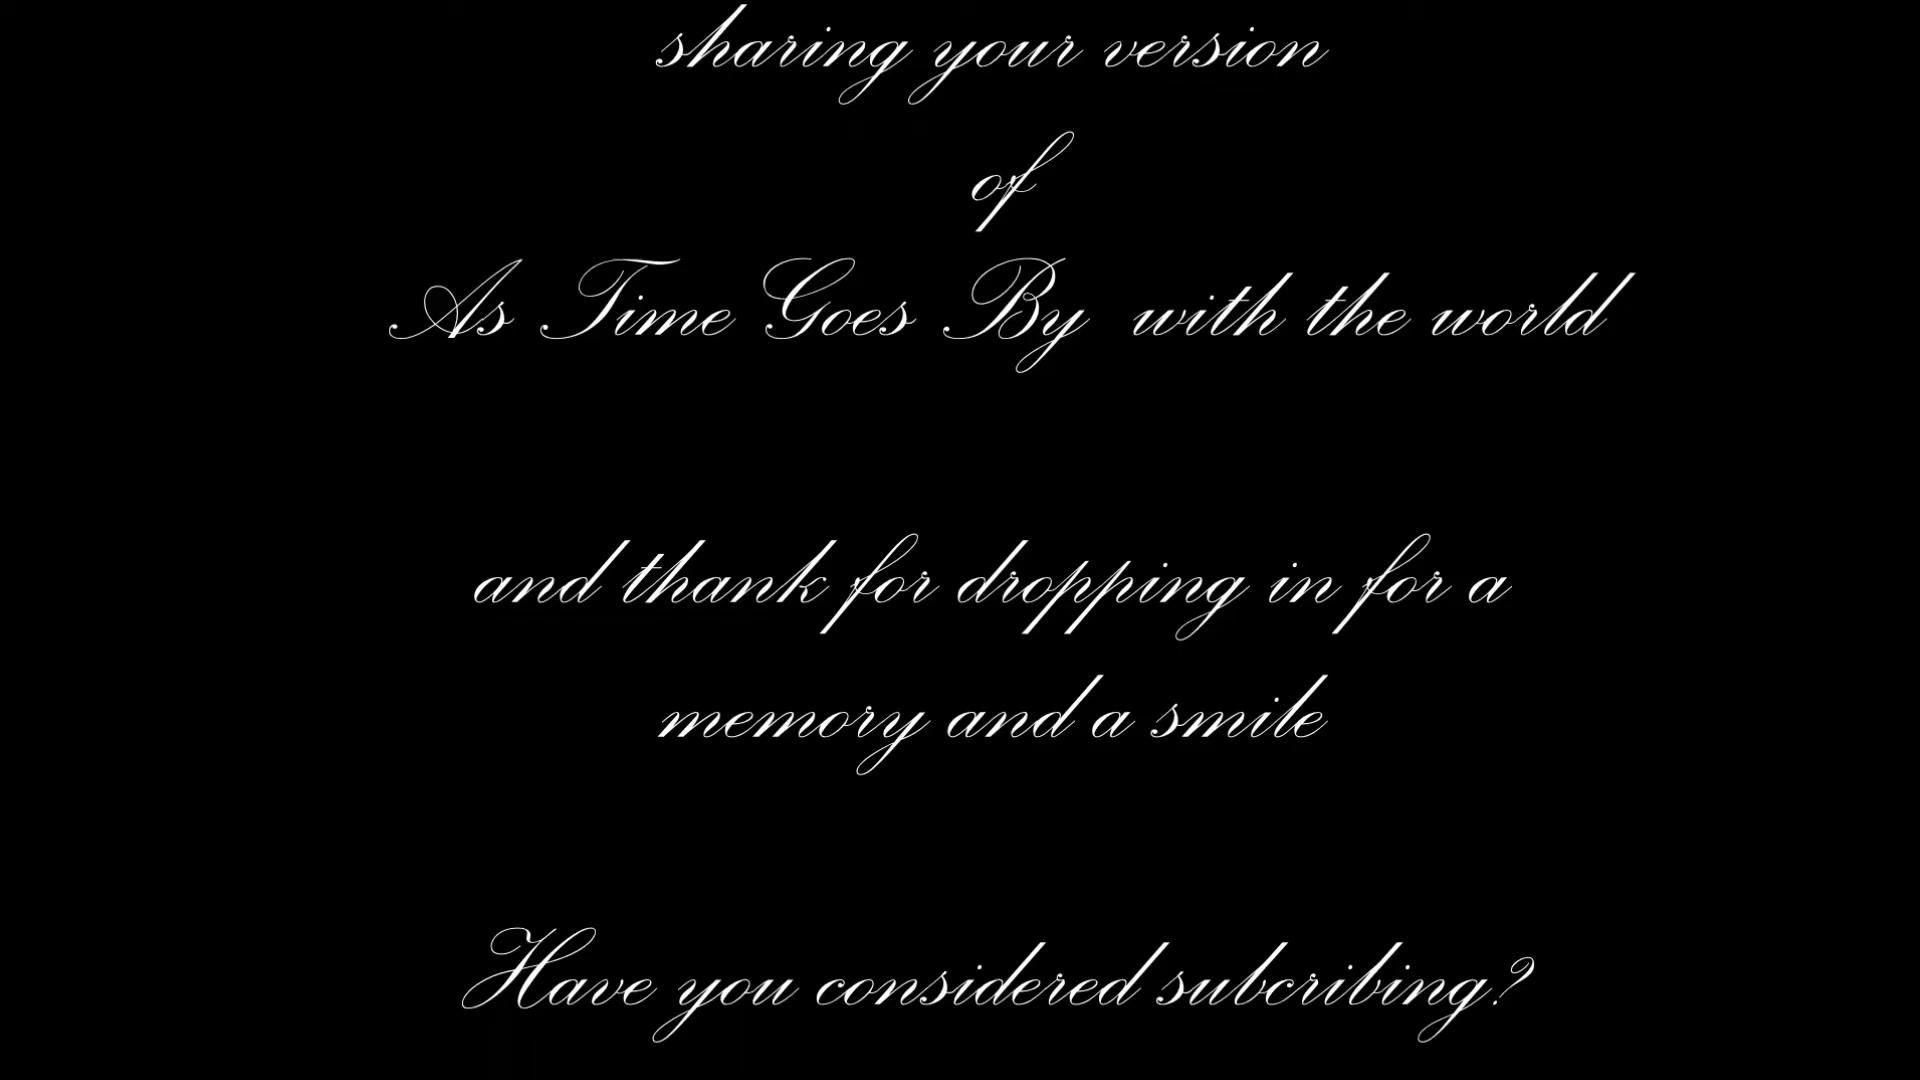 sharing your version
of
As Time Goes By with the world
and thank for dropping in for a
memory and a smile
Have you considered subcribing?